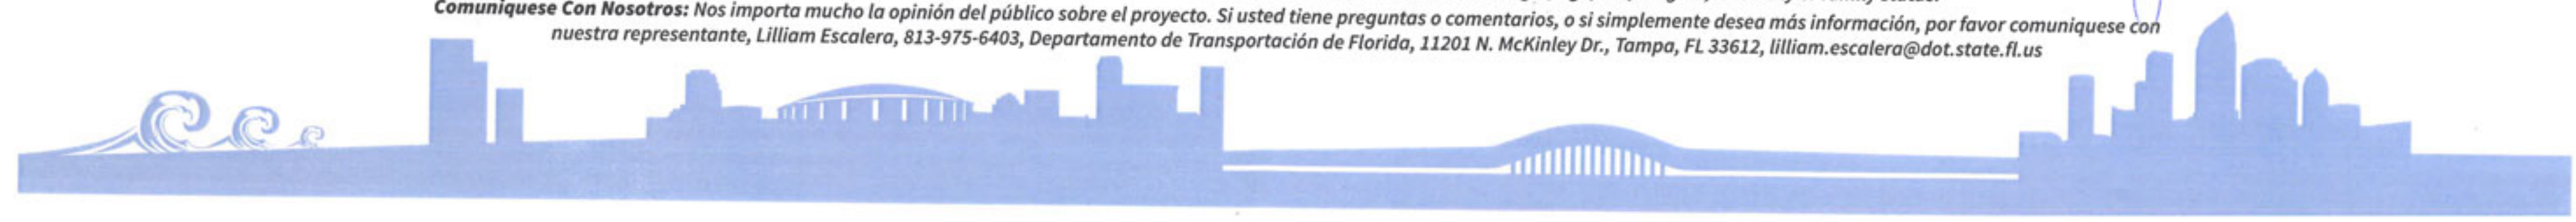 Comuníquese Con Nosotros: Nos importa mucho la opinión del público sobre el proyecto. Si usted tiene preguntas o comentarios, o si simplemente desea más información, por favor comuniquese con
nuestra representante, Lilliam Escalera, 813-975-6403, Departamento de Transportación de Florida, 11201 N. McKinley Dr., Tampa, FL 33612, lilliam.escalera@dot.state.fl.us